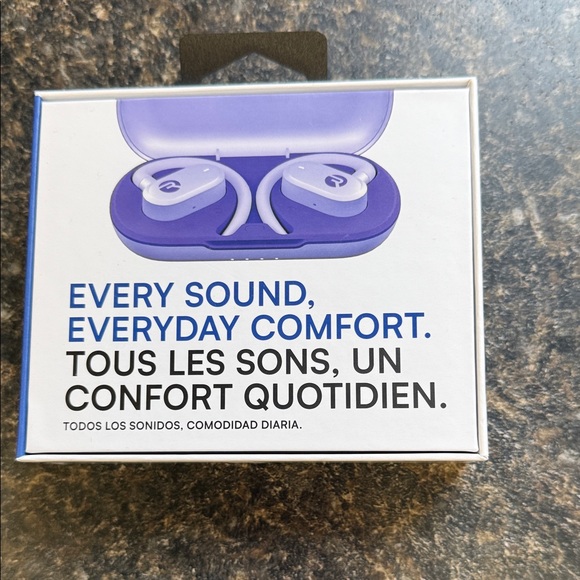 EVERY SOUND,
EVERYDAY COMFORT.
TOUS LES SONS, UN
CONFORT QUOTIDIEN.
TODOS LOS SONIDOS, COMODIDAD DIARIA.